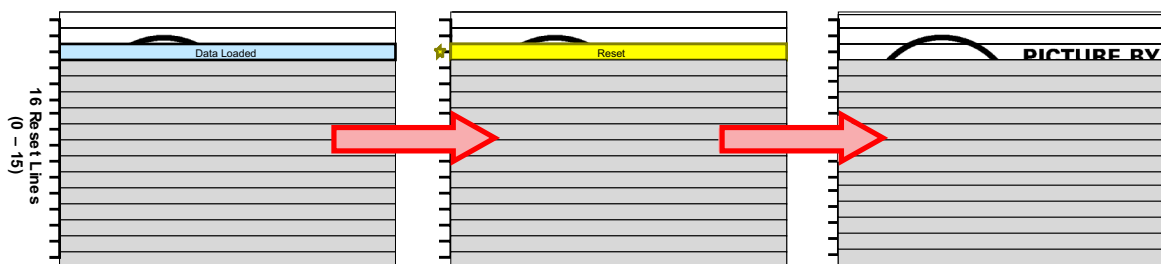 16 Reset Lines
(0 – 15)
Data Loaded
Reset
PICTURE BY